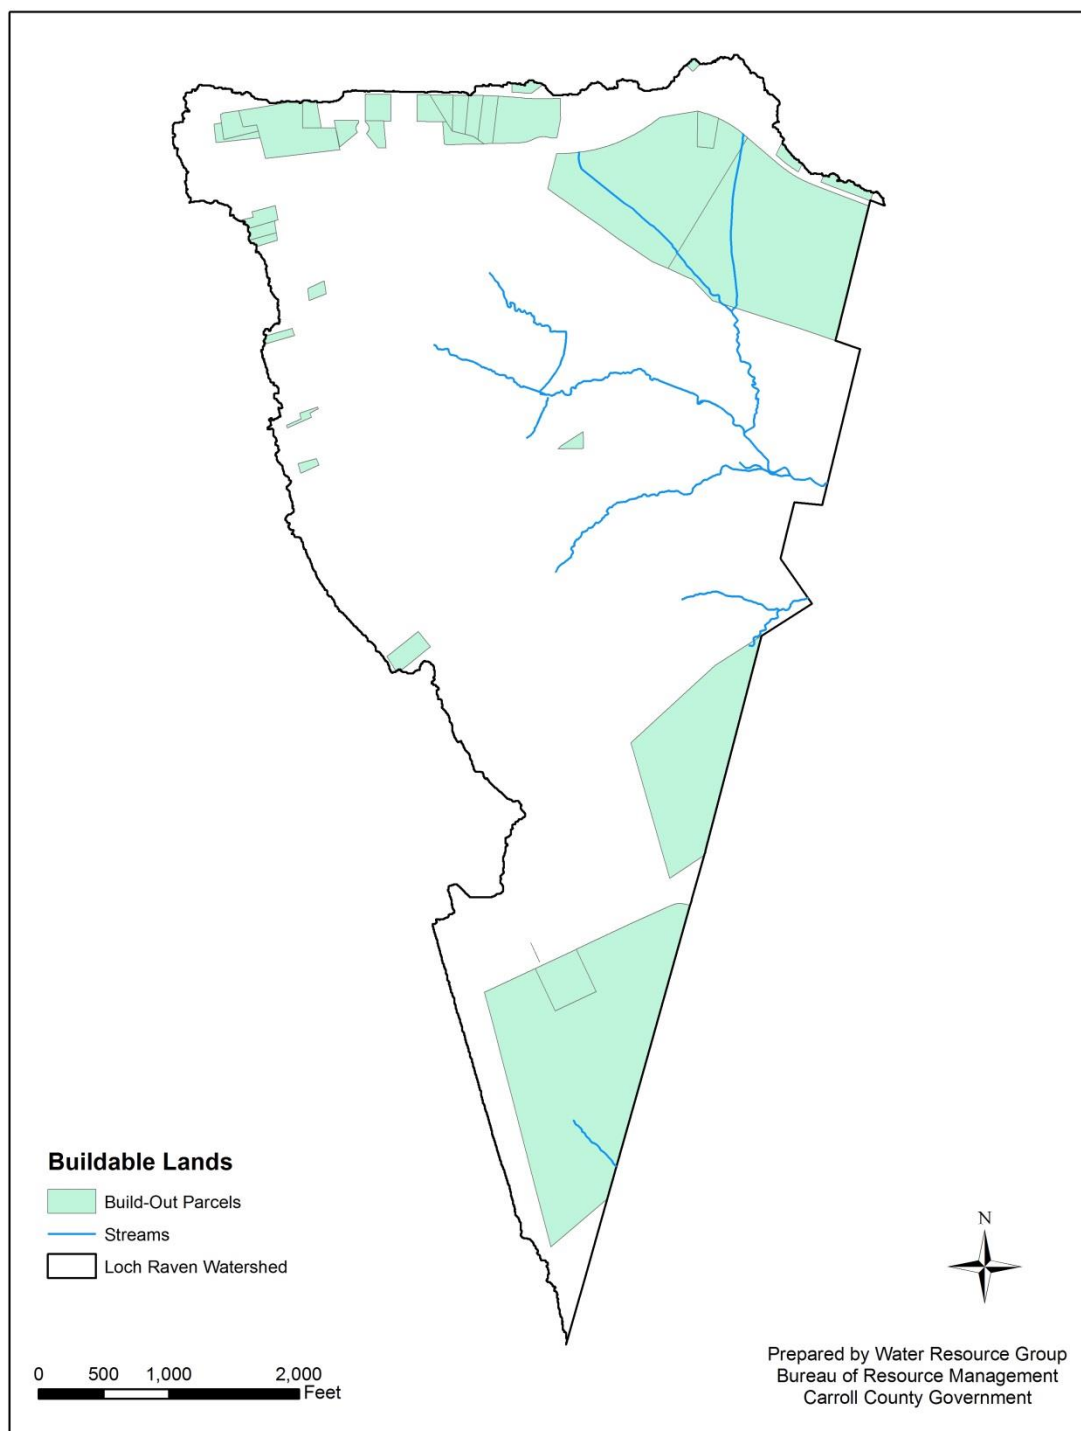 Buildable Lands
Build-Out Parcels
Streams
Loch Raven Watershed
0 500 1,000 2,000
Feet
N
Prepared by Water Resource Group
Bureau of Resource Management
Carroll County Government